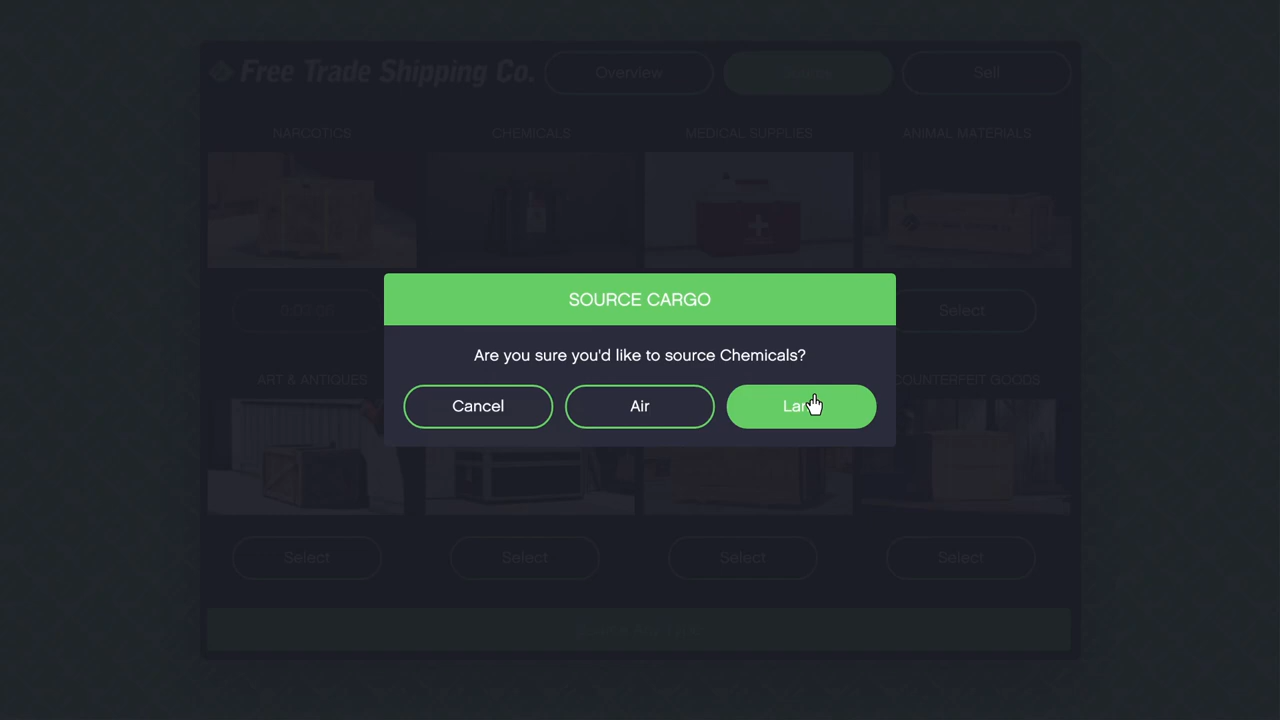 Free Trade Shipping Co.
Overview
Sell
NARCOTICS
CHEMICALS
MEDICAL SUPPLIES
ANIMAL MATERIALS
Select
SOURCE CARGO
Are you sure you'd like to source Chemicals?
Cancel
Air
ART & ANTIQUES
COUNTERFEIT GOODS
Select
Select
Select
Select